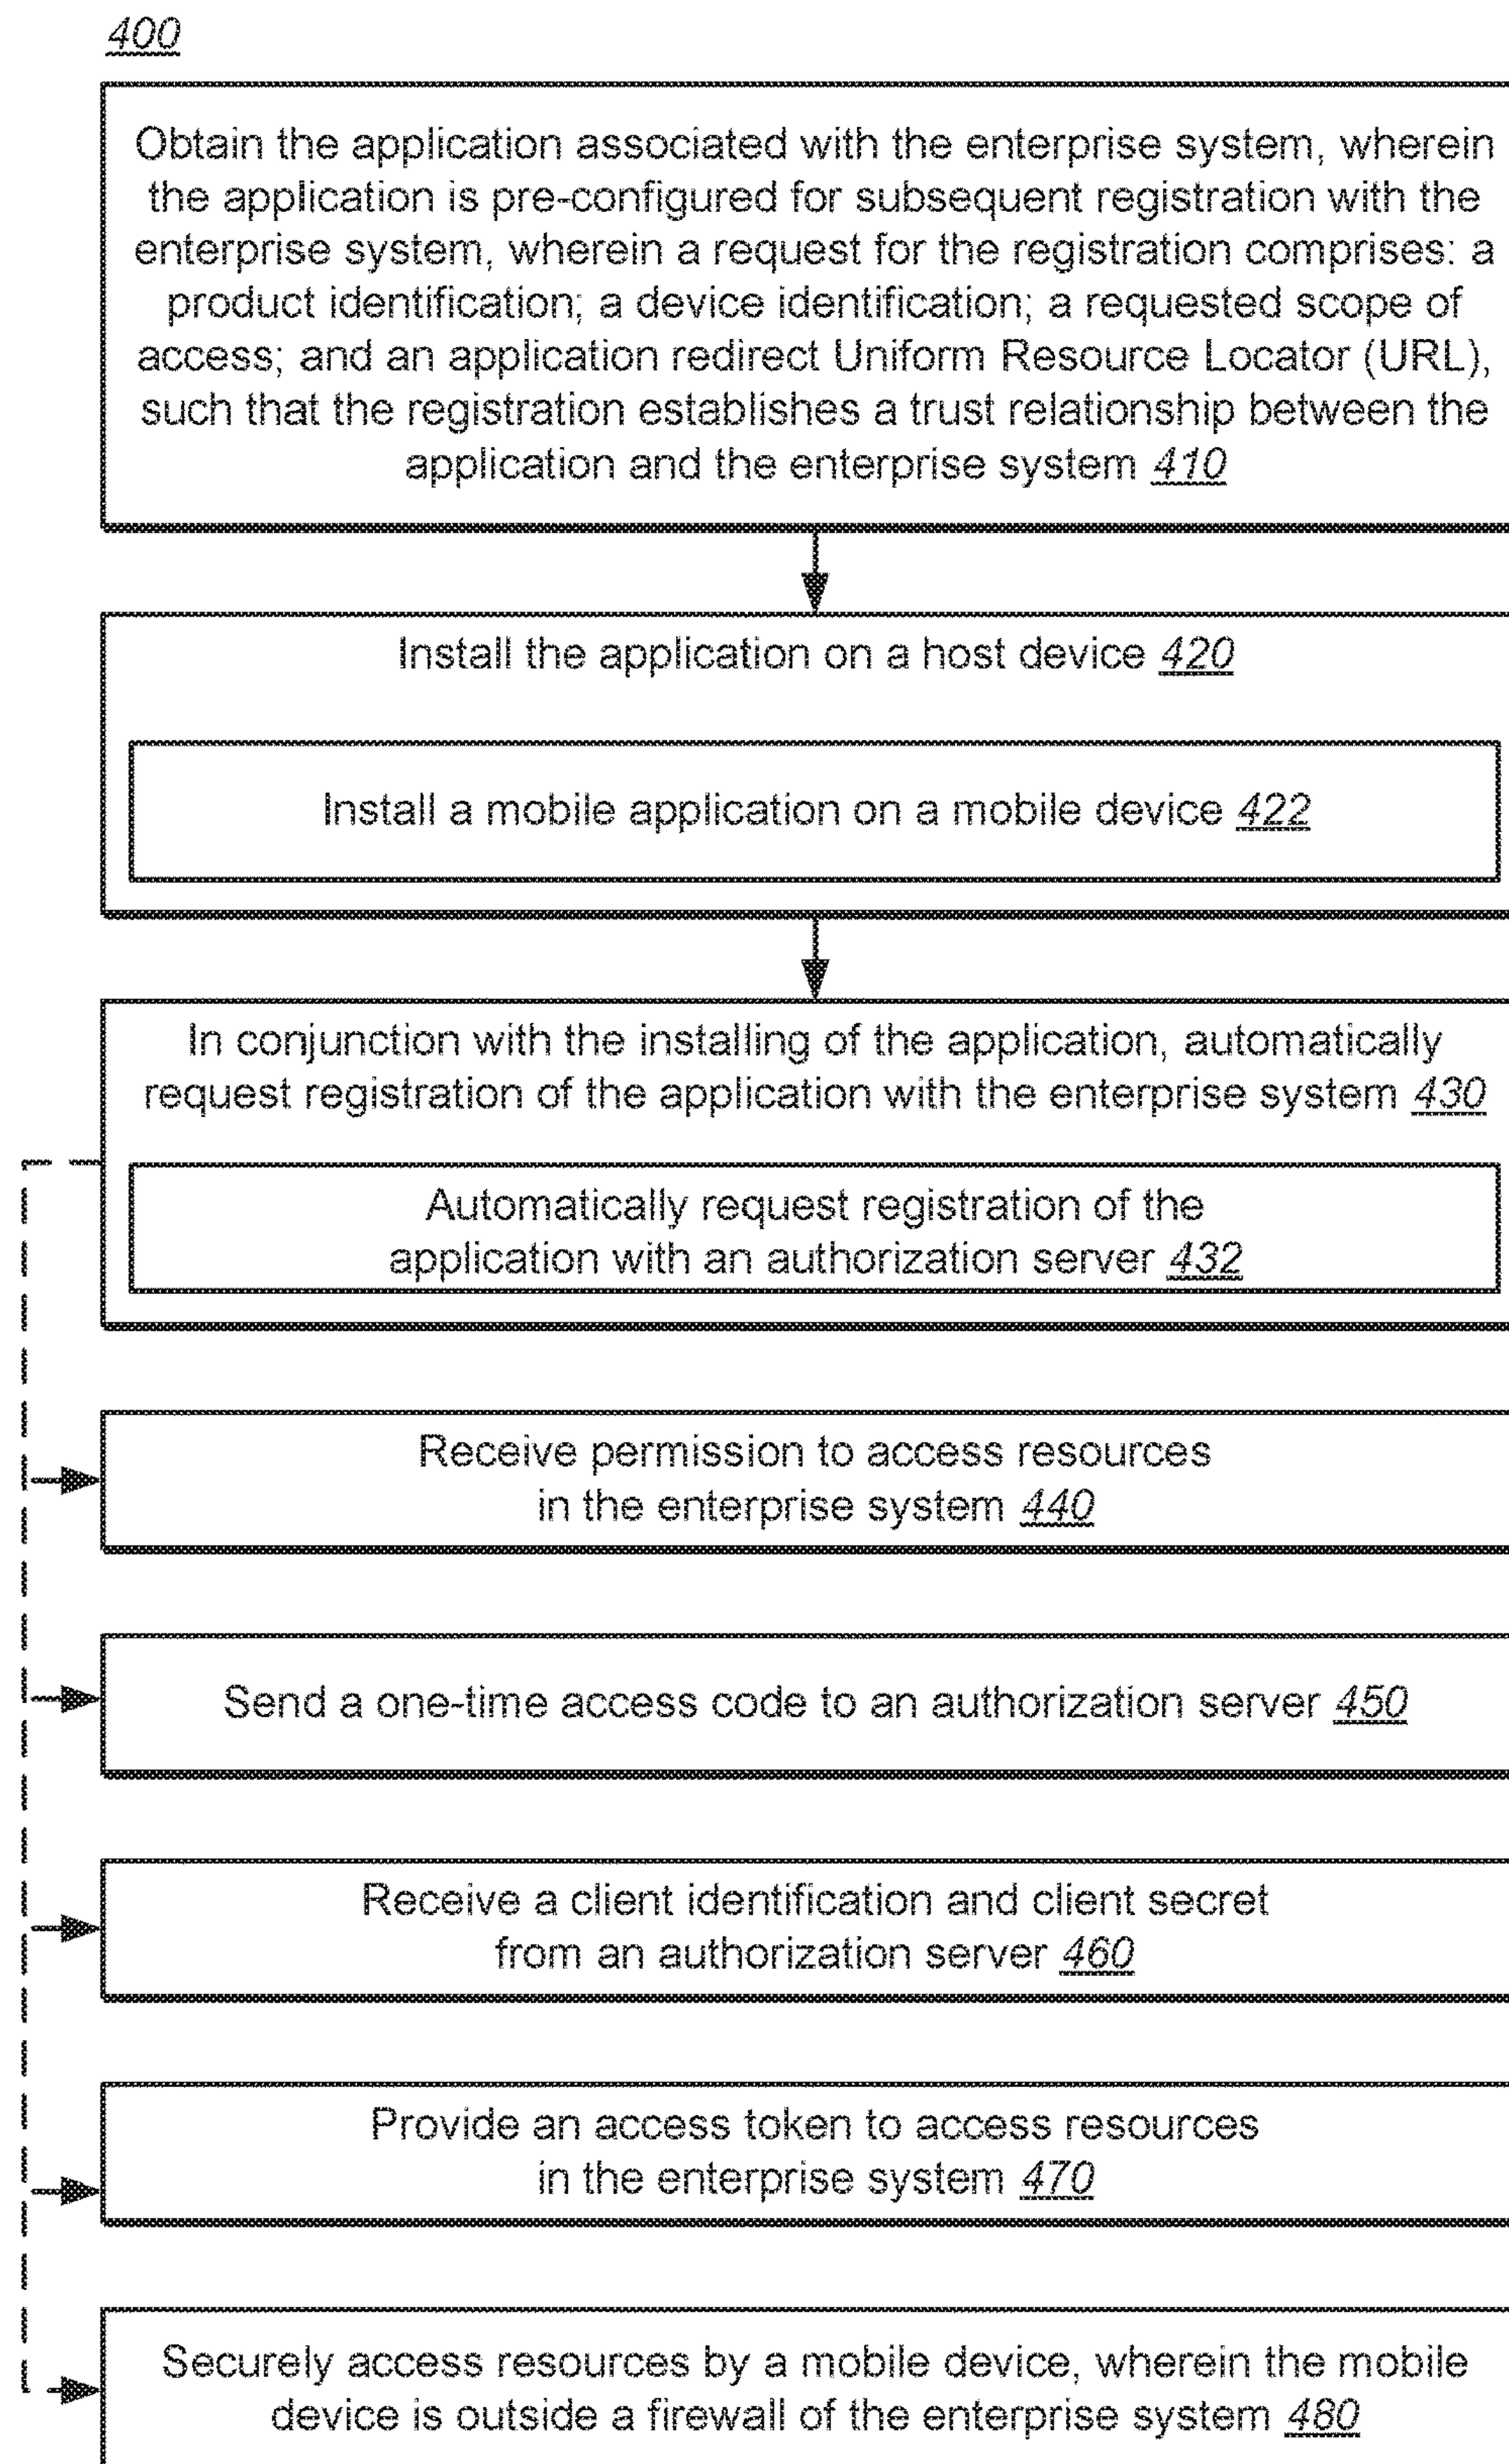 400
Obtain the application associated with the enterprise system, wherein
the application is pre-configured for subsequent registration with the
enterprise system, wherein a request for the registration comprises: a
product identification; a device identification; a requested scope of
access; and an application redirect Uniform Resource Locator (URL),
such that the registration establishes a trust relationship between the
application and the enterprise system 410
Install the application on a host device 420
Install a mobile application on a mobile device 422
In conjunction with the installing of the application, automatically
request registration of the application with the enterprise system 430
Automatically request registration of the
application with an authorization server 432
Receive permission to access resources
in the enterprise system 440
Send a one-time access code to an authorization server 450
Receive a client identification and client secret
from an authorization server 460
Provide an access token to access resources
in the enterprise system 470
Securely access resources by a mobile device, wherein the mobile
device is outside a firewall of the enterprise system 480